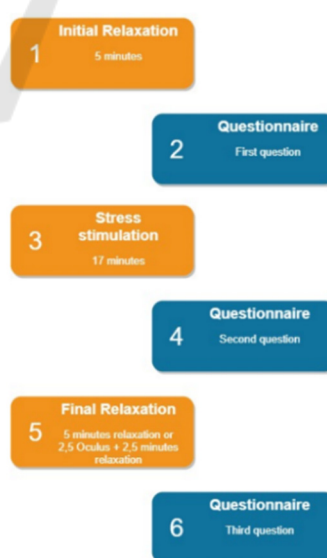 1
Initial Relaxation
5 minutes
2
Questionnaire
First question
3
Stress
stimulation
17 minutes
4
Questionnaire
Second question
5
Final Relaxation
5 minutes relaxation or
2,5 Oculus + 2,5 minutes
relaxation
6
Questionnaire
Third question